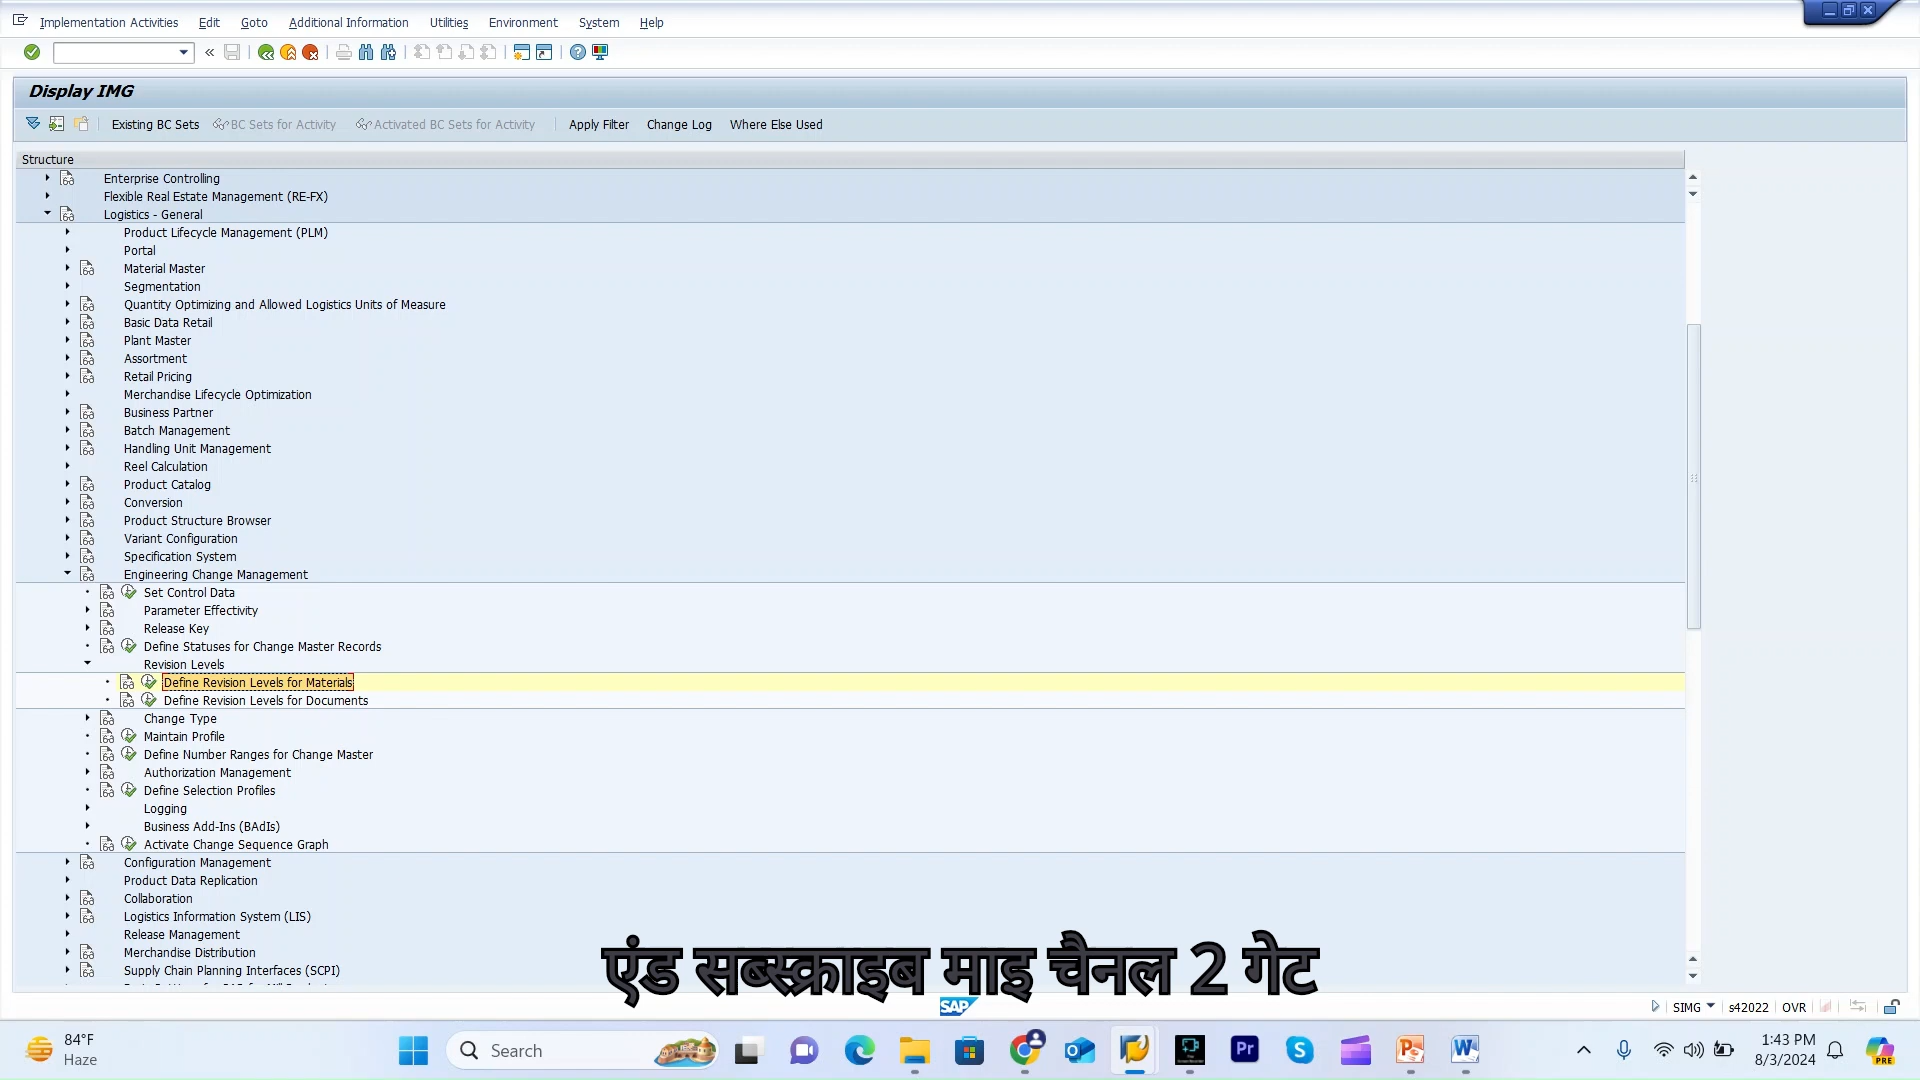 Implementation Activities Edit Goto Additional Information Utilities Environment System Help
Display IMG
Existing BC Sets BC Sets for Activity Activated BC Sets for Activity Apply Filter Change Log Where Else Used
Structure
Enterprise Controlling
Flexible Real Estate Management (RE-FX)
Logistics - General
Product Lifecycle Management (PLM)
Portal
Material Master
Segmentation
Quantity Optimizing and Allowed Logistics Units of Measure
Basic Data Retail
Plant Master
Assortment
Retail Pricing
Merchandise Lifecycle Optimization
Business Partner
Batch Management
Handling Unit Management
Reel Calculation
Product Catalog
Conversion
Product Structure Browser
Variant Configuration
Specification System
Engineering Change Management
Set Control Data
Parameter Effectivity
Release Key
Define Statuses for Change Master Records
Revision Levels
Define Revision Levels for Materials
Define Revision Levels for Documents
Change Type
Maintain Profile
Define Number Ranges for Change Master
Authorization Management
Define Selection Profiles
Logging
Business Add-Ins (BAdIs)
Activate Change Sequence Graph
Configuration Management
Product Data Replication
Collaboration
Logistics Information System (LIS)
Release Management
Merchandise Distribution
Supply Chain Planning Interfaces (SCPI)
एंड सब्स्क्राइब माइ चैनल 2 गेट
SAP
SIMG s42022 OVR
84°F
Haze
Search
Pr
1:43 PM
8/3/2024
PRE